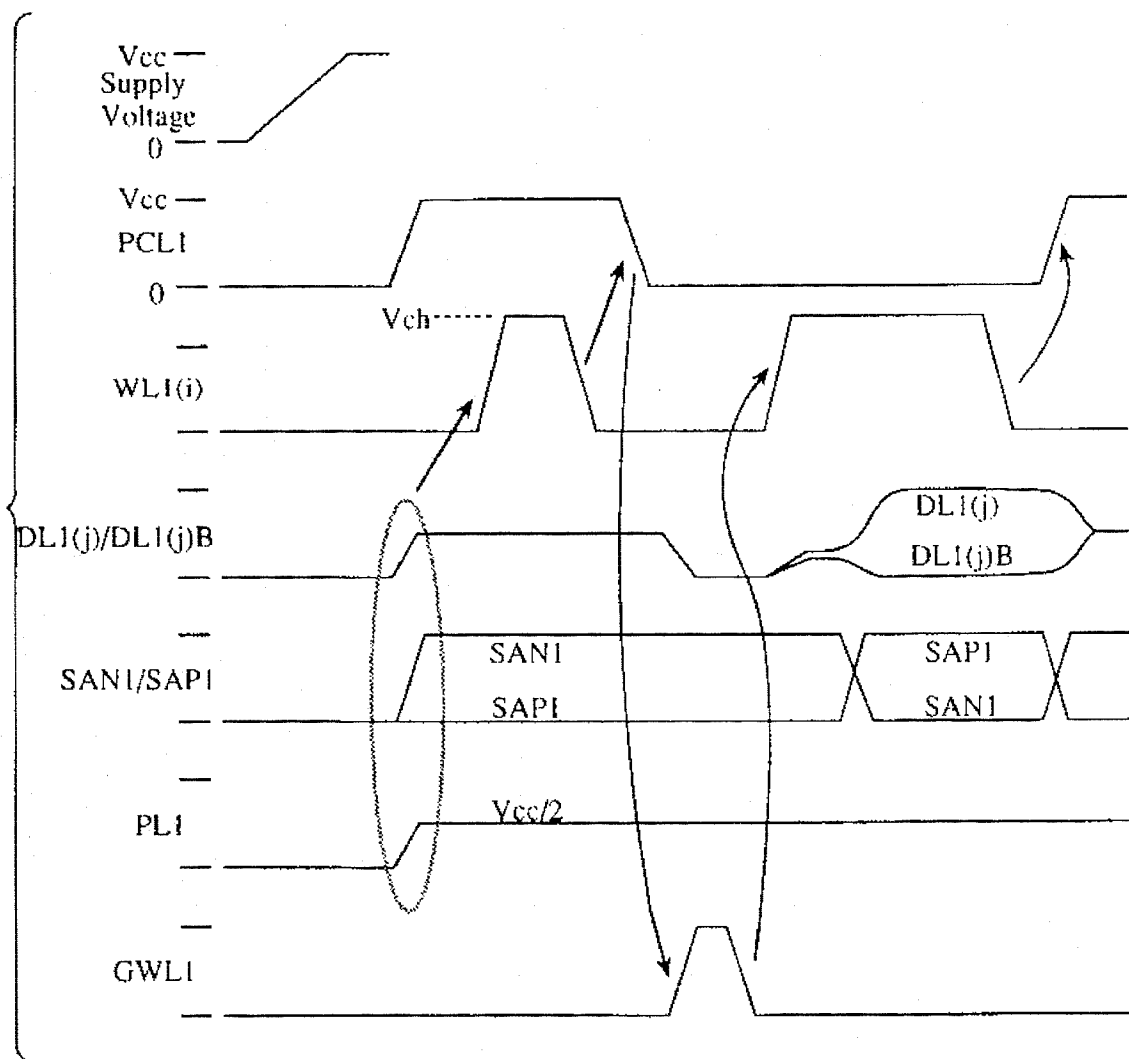 Vcc
Supply
Voltage
0
Vcc
PCL1
0
Vch
WL1(i)
DL1(j)/DL1(j)B
DL1(j)
DL1(j)B
SAN1/SAP1
SAN1
SAP1
SAP1
SAN1
PL1
Vcc/2
GWL1